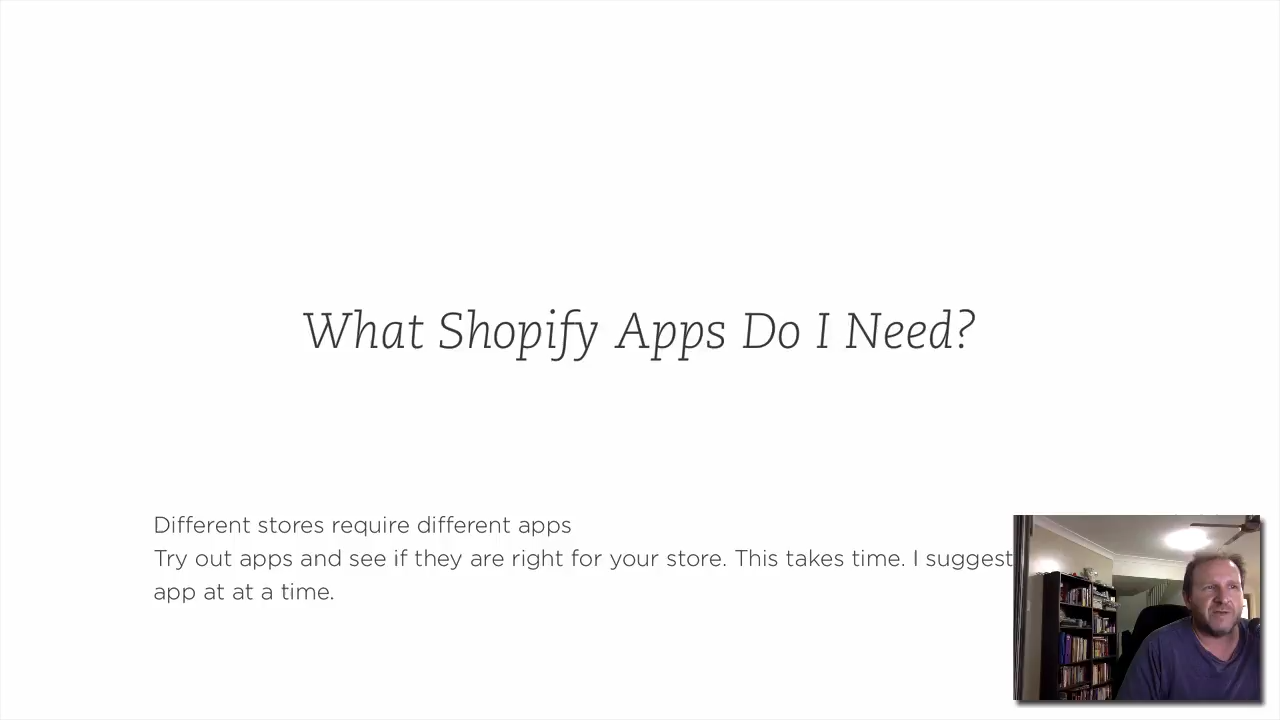 What Shopify Apps Do I Need?
Different stores require different apps
Try out apps and see if they are right for your store. This takes time. I suggest
app at at a time.